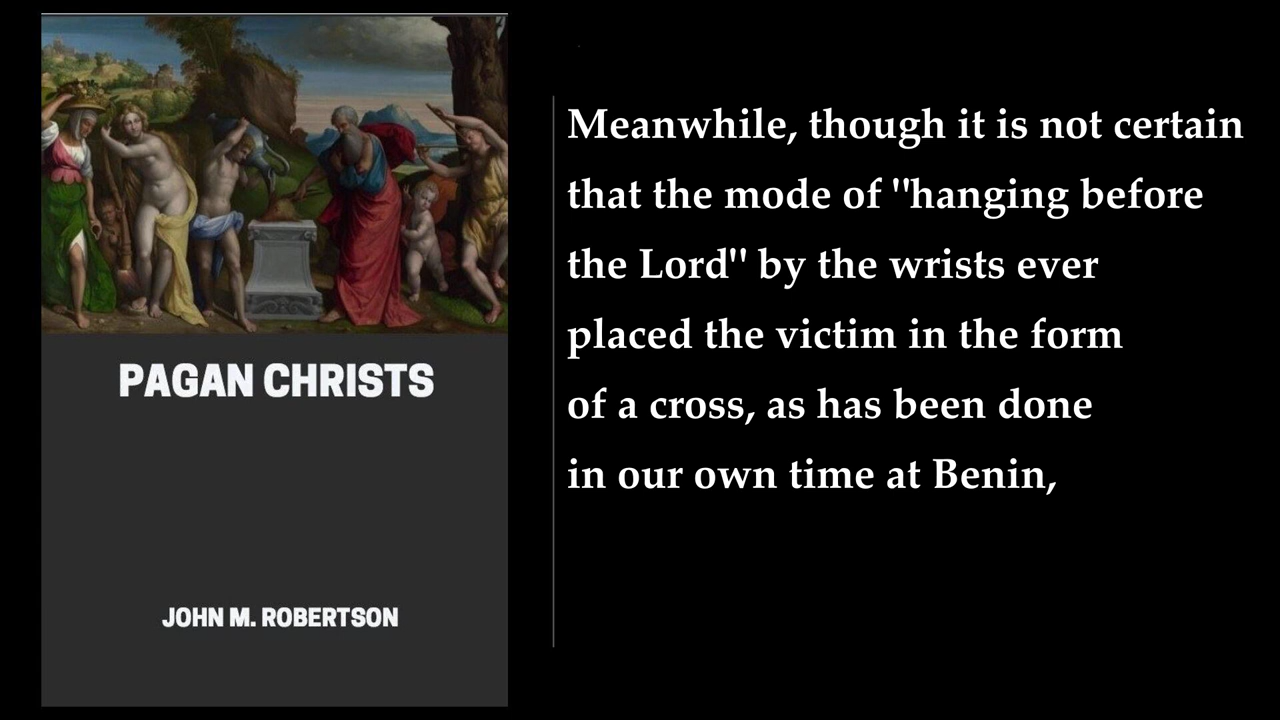 PAGAN CHRISTS
JOHN M. ROBERTSON
Meanwhile, though it is not certain
that the mode of "hanging before
the Lord" by the wrists ever
placed the victim in the form
of a cross, as has been done
in our own time at Benin,